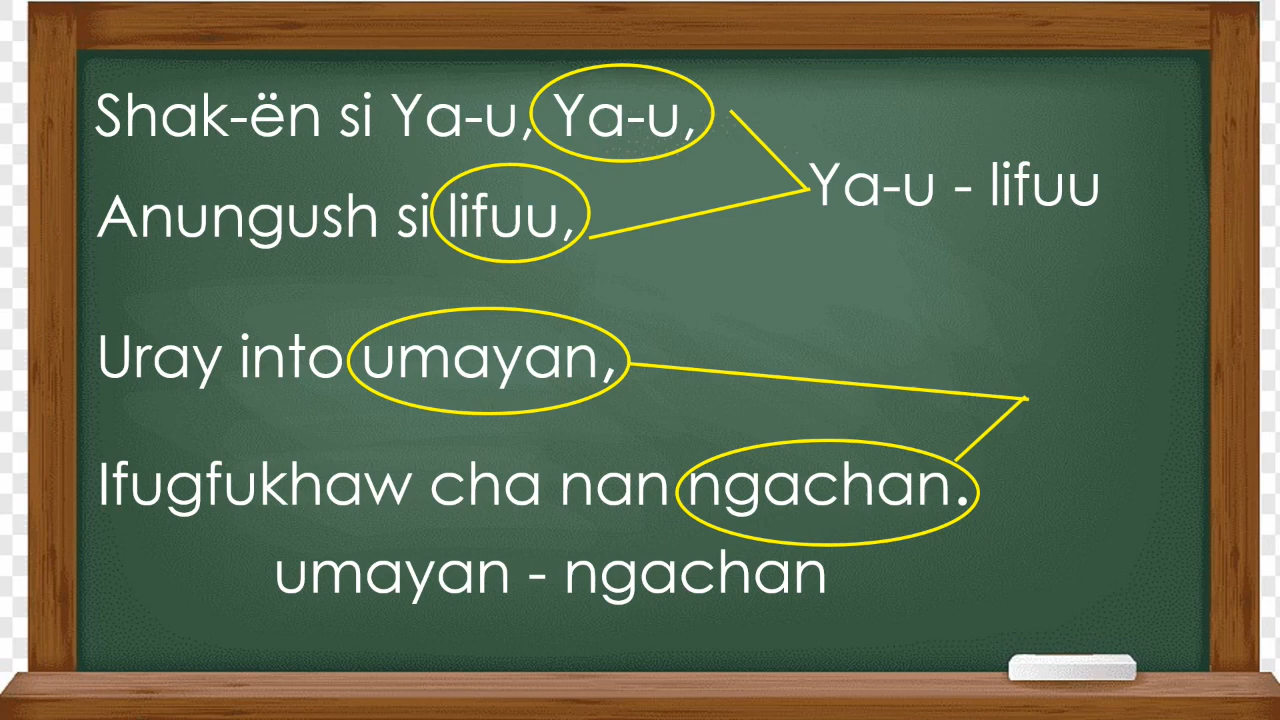 Shak-ën si Ya-u, Ya-u,
Ya-u - lifuu
Anungush si lifuu,
Uray into umayan,
Ifugfukhaw cha nan ngachan.
umayan - ngachan